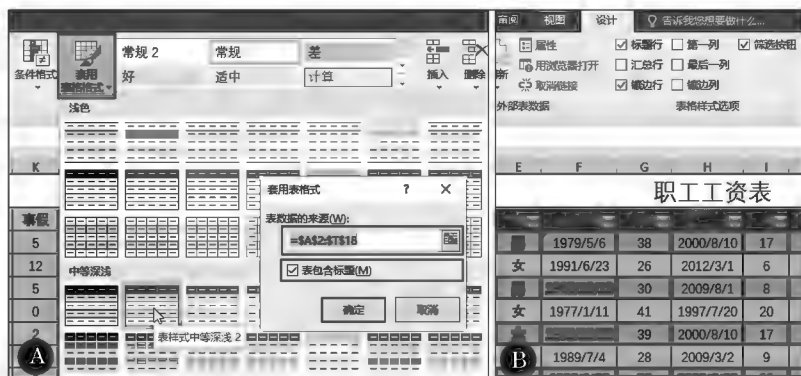 条件格式
套用
表格格式
常规 2
常规
差
好
适中
计算
插入
删除
浅色
K
事假
5
12
5
0
2
中等深浅
表样式中等深浅 2
套用表格式
?
×
表数据的来源(W):
=$A$2:$T$18
表包含标题(M)
确定
取消
A
审阅
视图
设计
告诉我您想要做什么...
属性
用浏览器打开
取消链接
外部表数据
标题行
第一列
筛选按钮
汇总行
最后一列
镶边行
镶边列
表格样式选项
E F G H I
职工工资表
1979/5/6 38 2000/8/10 17
女 1991/6/23 26 2012/3/1 6
30 2009/8/1 8
女 1977/1/11 41 1997/7/20 20
39 2000/8/10 17
1989/7/4 28 2009/3/2 9
B